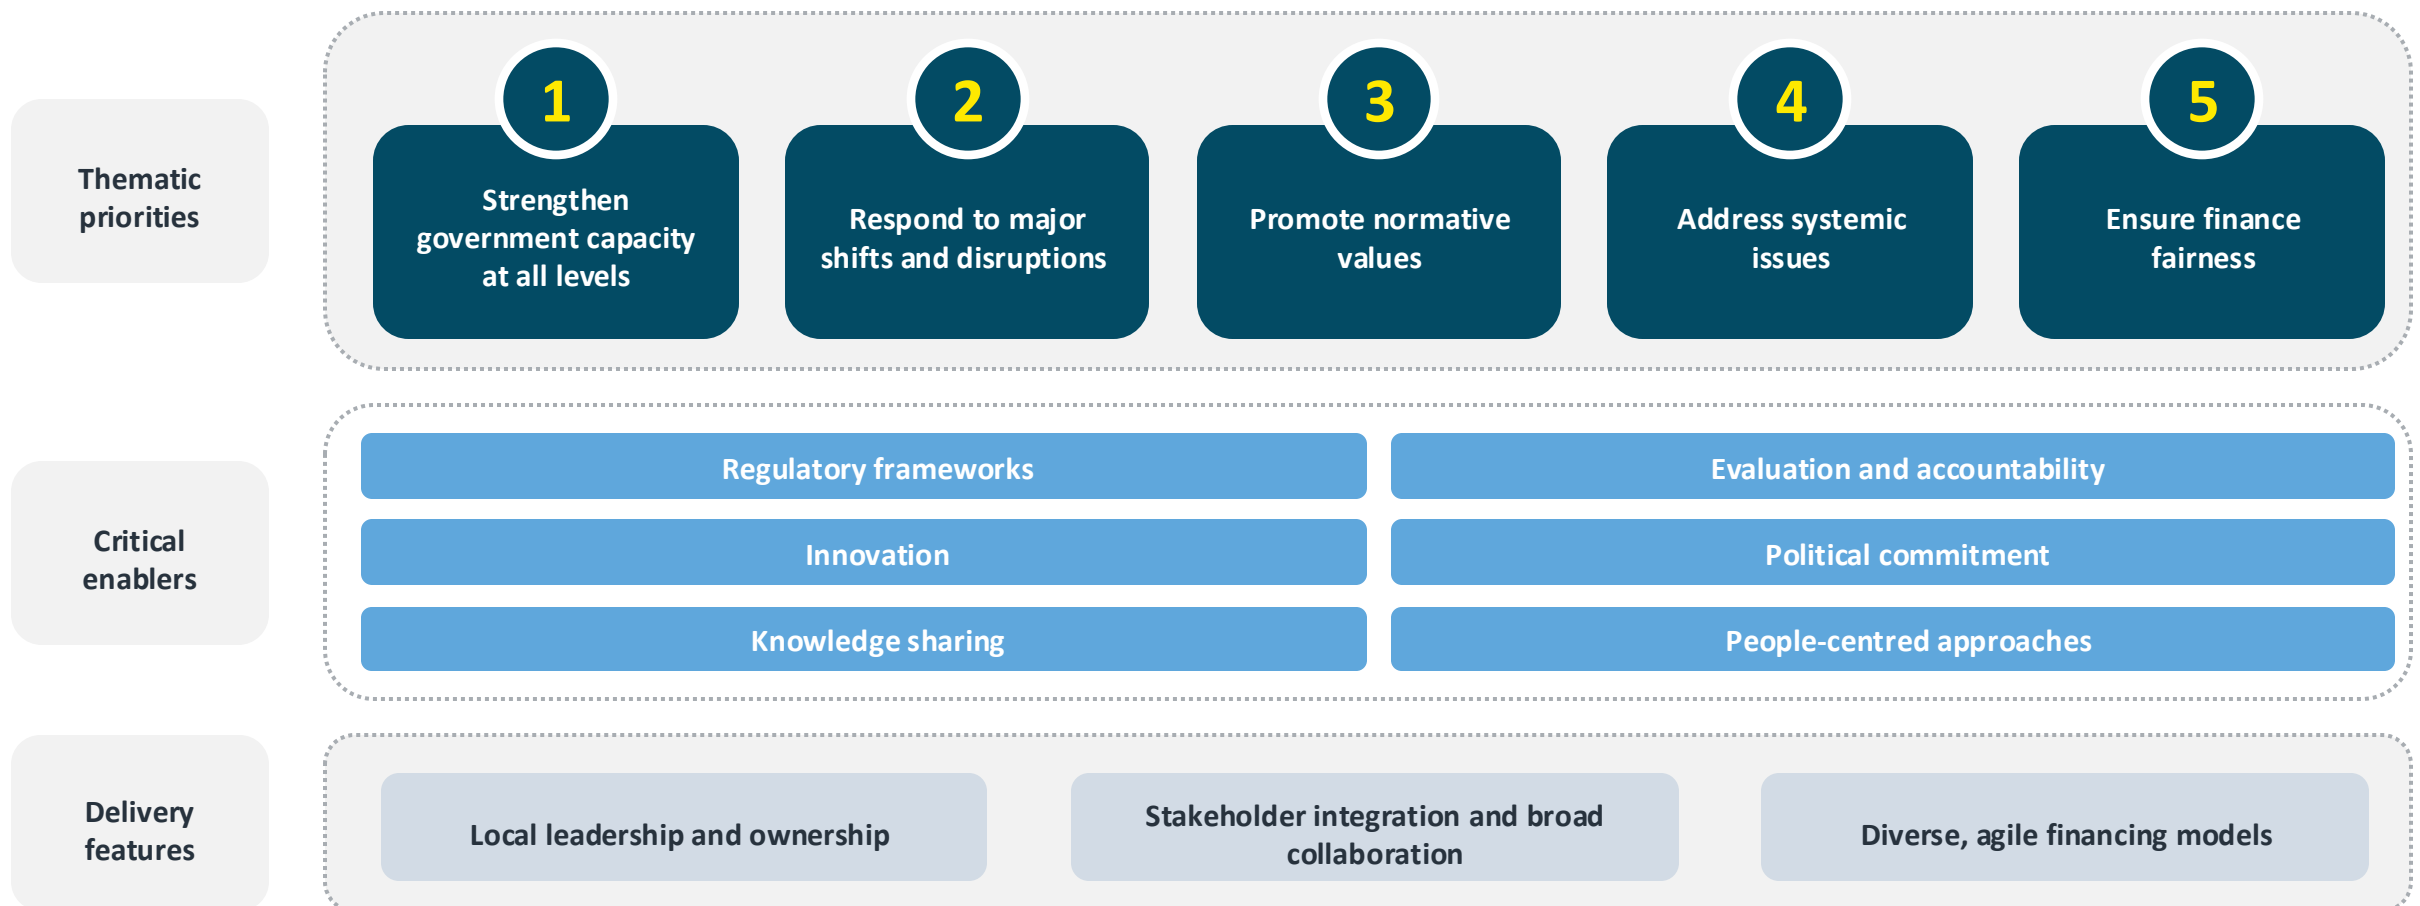 Thematic
priorities
1
Strengthen
government capacity
at all levels
2
Respond to major
shifts and disruptions
3
Promote normative
values
4
Address systemic
issues
5
Ensure finance
fairness
Critical
enablers
Regulatory frameworks
Evaluation and accountability
Innovation
Political commitment
Knowledge sharing
People-centred approaches
Delivery
features
Local leadership and ownership
Stakeholder integration and broad
collaboration
Diverse, agile financing models